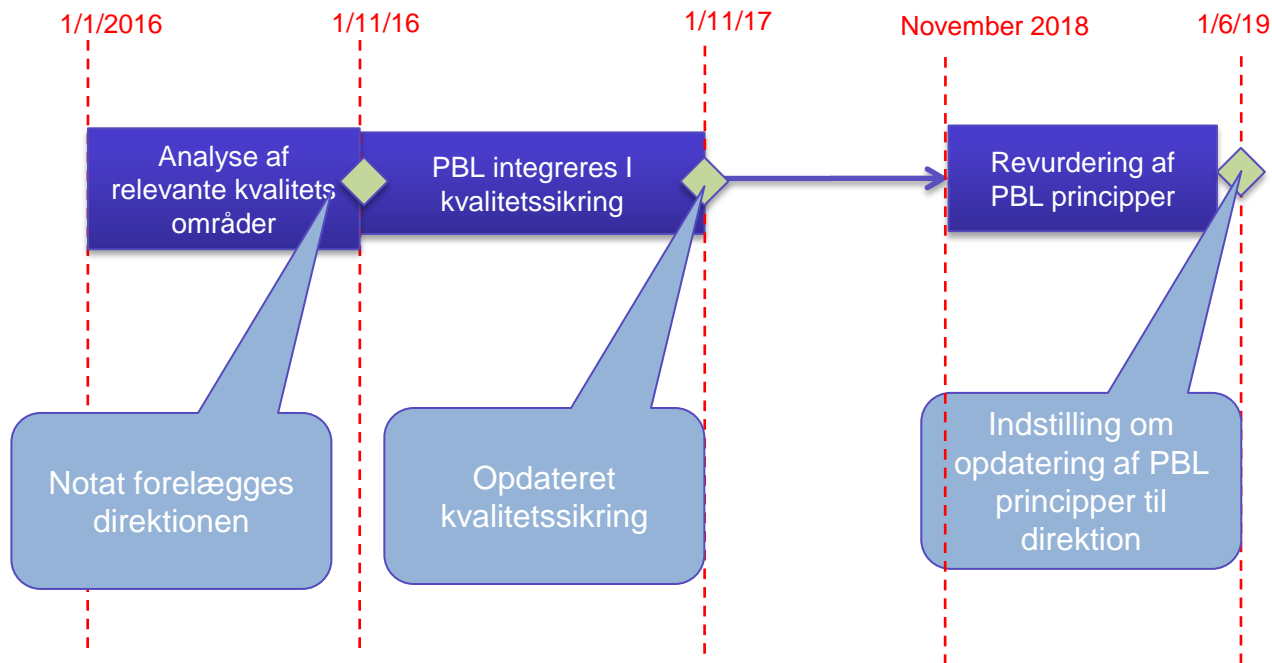 1/1/2016
1/11/16
1/11/17
November 2018
1/6/19
Analyse af
relevante kvalitets
områder
PBL integreres I
kvalitetssikring
Revurdering af
PBL principper
Notat forelægges
direktionen
Opdateret
kvalitetssikring
Indstilling om
opdatering af PBL
principper til
direktion